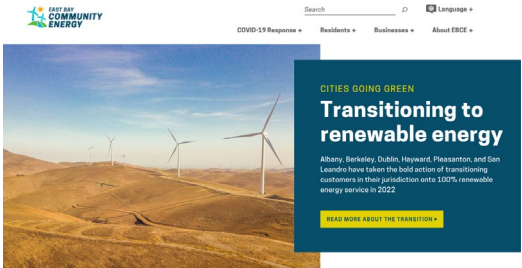 EAST BAY
COMMUNITY
ENERGY
Search
Language +
COVID-19 Response +
Residents +
Businesses +
About EBCE +
CITIES GOING GREEN
Transitioning to
renewable energy
Albany, Berkeley, Dublin, Hayward, Pleasanton, and San
Leandro have taken the bold action of transitioning
customers in their jurisdiction onto 100% renewable
energy service in 2022
READ MORE ABOUT THE TRANSITION